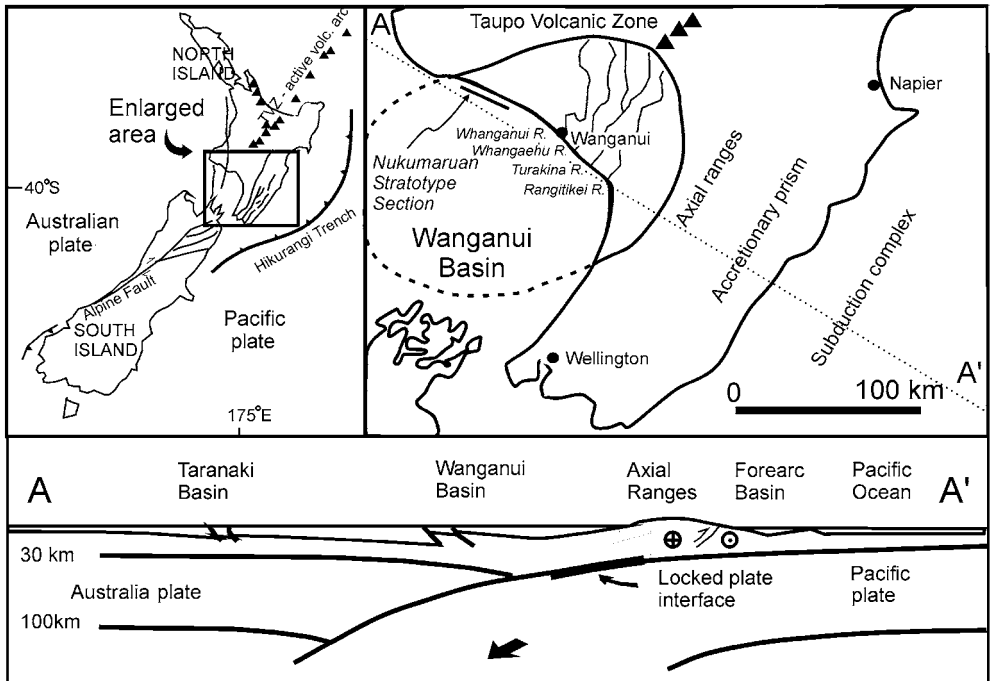 NORTH
ISLAND
TVZ - active volc. arc
Enlarged
area
40°S
Australian
plate
Hikurangi Trench
Alpine Fault
Pacific
plate
SOUTH
ISLAND
175°E
A
Taupo Volcanic Zone
Napier
Whanganui R.
Wanganui
Whangaehu R.
Turakina R.
Rangitikei R.
Nukumaruan
Stratotype
Section
Axial ranges
Wanganui
Basin
Accretionary prism
Subduction complex
Wellington
A'
0 100 km
A
Taranaki
Basin
Wanganui
Basin
Axial
Ranges
Forearc
Basin
Pacific
Ocean
A'
30 km
Australia plate
Locked plate
interface
Pacific
plate
100km